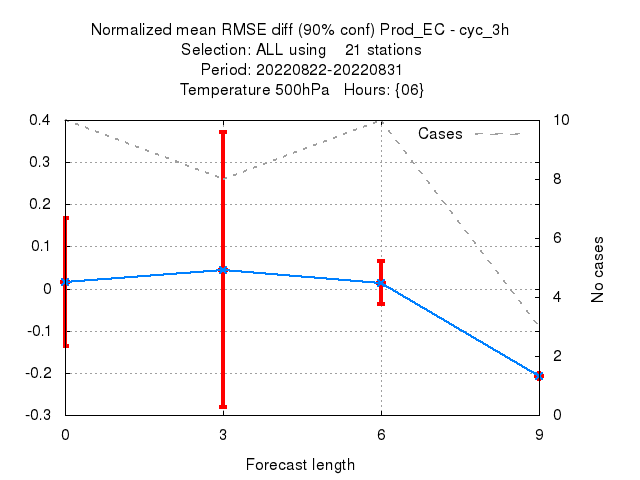 Normalized mean RMSE diff (90% conf) Prod_EC - cyc_3h
Selection: ALL using    21 stations
Period: 20220822-20220831
Temperature 500hPa   Hours: {06}
0.4
0.3
0.2
0.1
0
-0.1
-0.2
-0.3
Cases
10
8
6
4
2
0
No cases
0 3 6 9
Forecast length